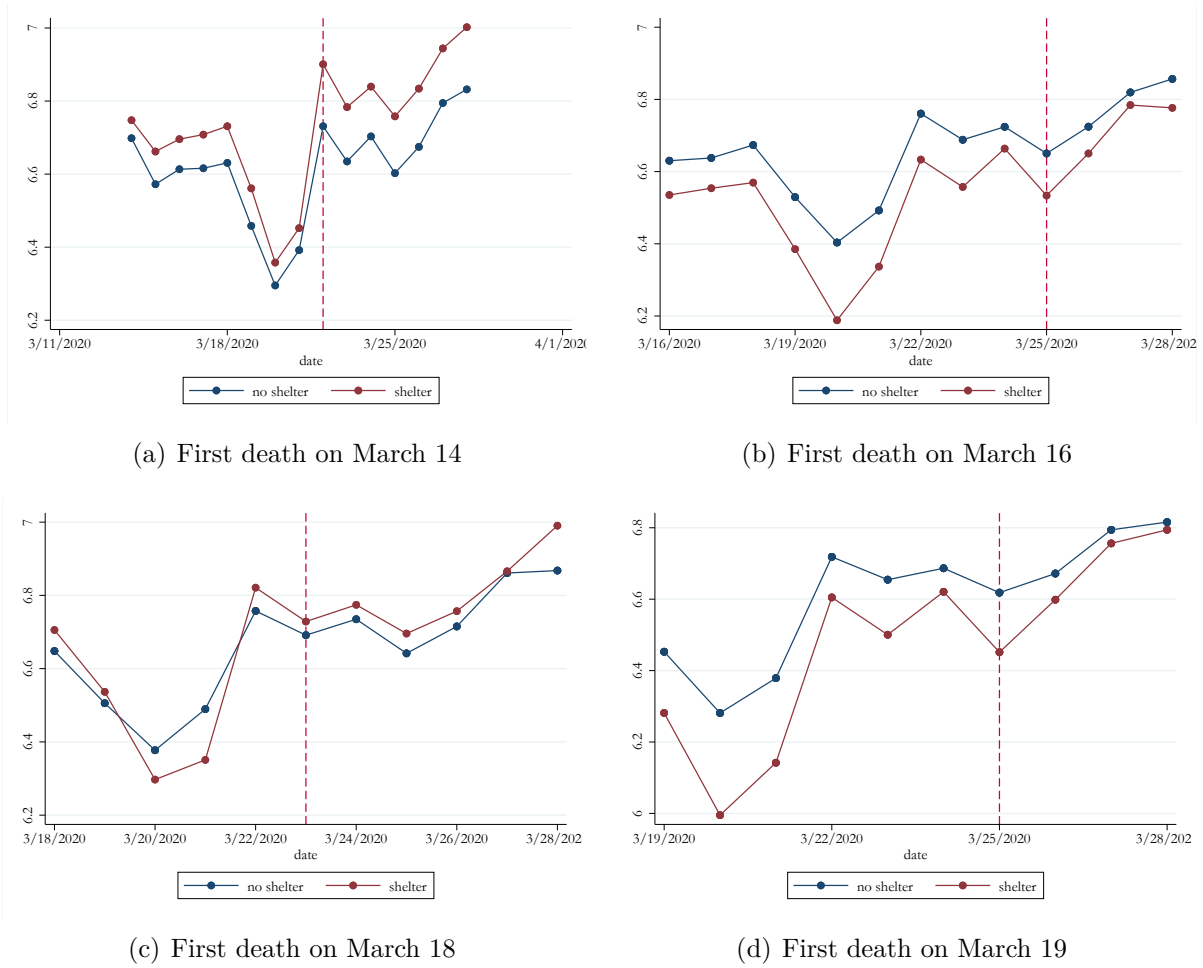 7
6.8
6.6
6.4
6.2
3/11/2020 3/18/2020 3/25/2020 4/1/2020
date
no shelter shelter
(a) First death on March 14
7
6.8
6.6
6.4
6.2
3/16/2020 3/19/2020 3/22/2020 3/25/2020 3/28/202
date
no shelter shelter
(b) First death on March 16
7
6.8
6.6
6.4
6.2
3/18/2020 3/20/2020 3/22/2020 3/24/2020 3/26/2020 3/28/202
date
no shelter shelter
(c) First death on March 18
6.8
6.6
6.4
6.2
6
3/19/2020 3/22/2020 3/25/2020 3/28/202
date
no shelter shelter
(d) First death on March 19